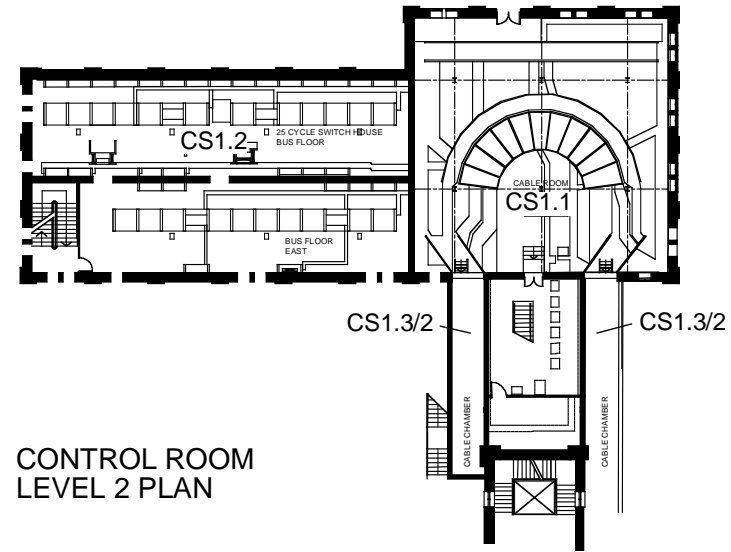 25 CYCLE SWITCH HOUSE
BUS FLOOR
CS1.2
CABLE ROOM
CS1.1
BUS FLOOR
EAST
CS1.3/2
CS1.3/2
CABLE CHAMBER
CABLE CHAMBER
CONTROL ROOM
LEVEL 2 PLAN